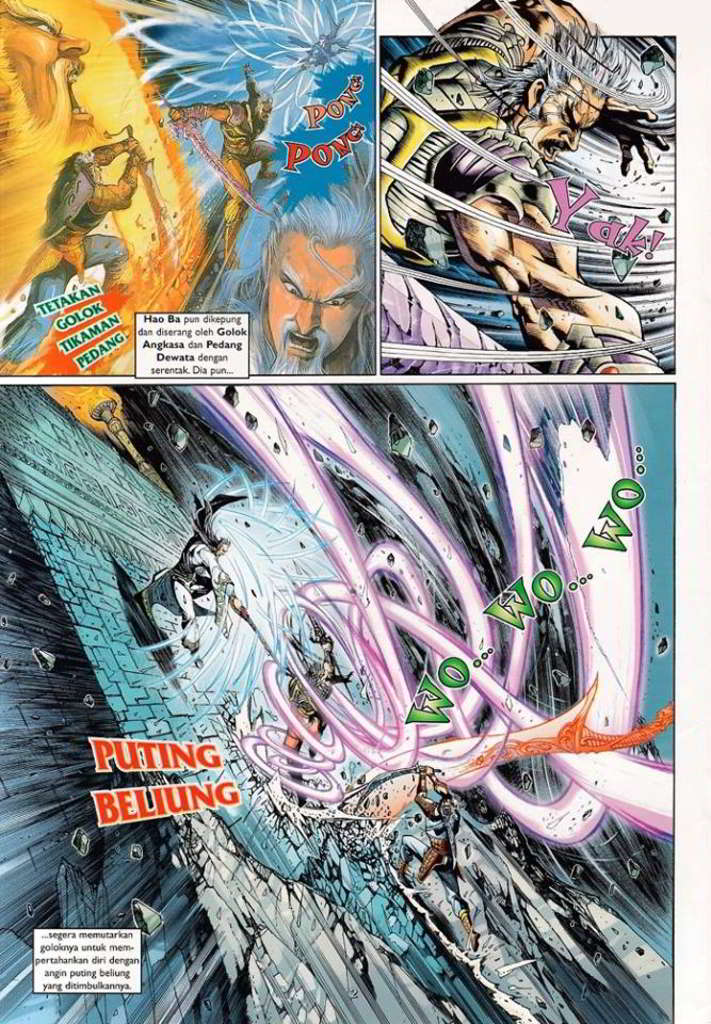 PONG
PONG
TETAKAN
GOLOK
TIKAMAN
PEDANG
Hao Ba pun dikepung
dan diserang oleh Golok
Angkasa dan Pedang
Dewata dengan
serentak. Dia pun...
Yak!
WO... WO... WO...
PUTING
BELIUNG
...segera memutarkan
goloknya untuk mem-
pertahankan diri dengan
angin puting beliung
yang ditimbulkannya.